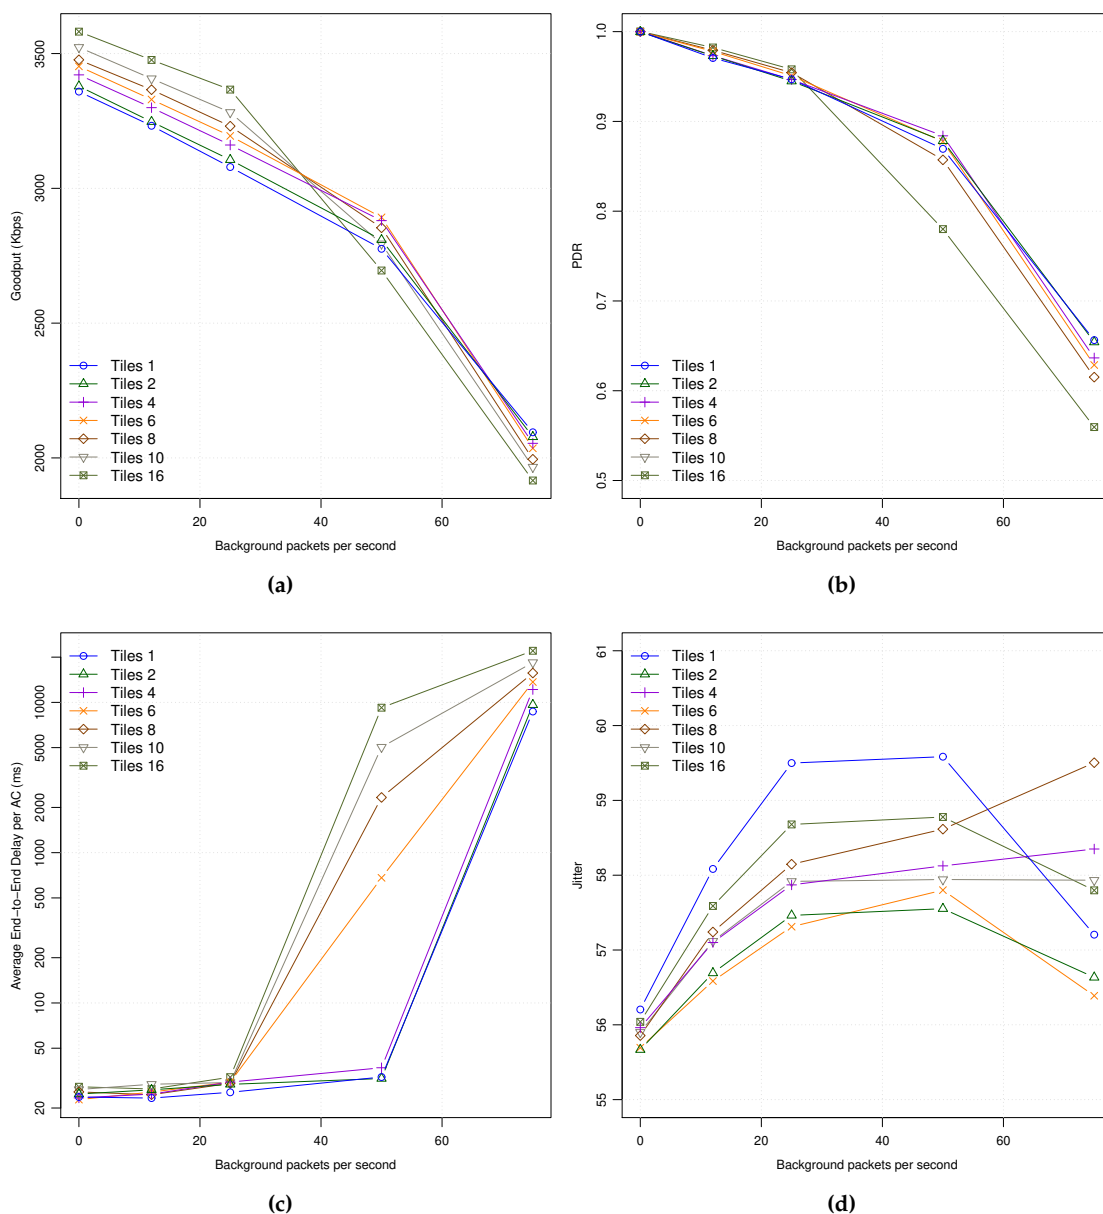 3500
3000
2500
2000
Goodput (Kbps)
Tiles 1
Tiles 2
Tiles 4
Tiles 6
Tiles 8
Tiles 10
Tiles 16
0 20 40 60
Background packets per second
(a)
1.0
0.9
0.8
0.7
0.6
0.5
PDR
Tiles 1
Tiles 2
Tiles 4
Tiles 6
Tiles 8
Tiles 10
Tiles 16
0 20 40 60
Background packets per second
(b)
10000
5000
2000
1000
500
200
100
50
20
Average End−to−End Delay per AC (ms)
Tiles 1
Tiles 2
Tiles 4
Tiles 6
Tiles 8
Tiles 10
Tiles 16
0 20 40 60
Background packets per second
(c)
61
60
59
58
57
56
55
Jitter
Tiles 1
Tiles 2
Tiles 4
Tiles 6
Tiles 8
Tiles 10
Tiles 16
0 20 40 60
Background packets per second
(d)